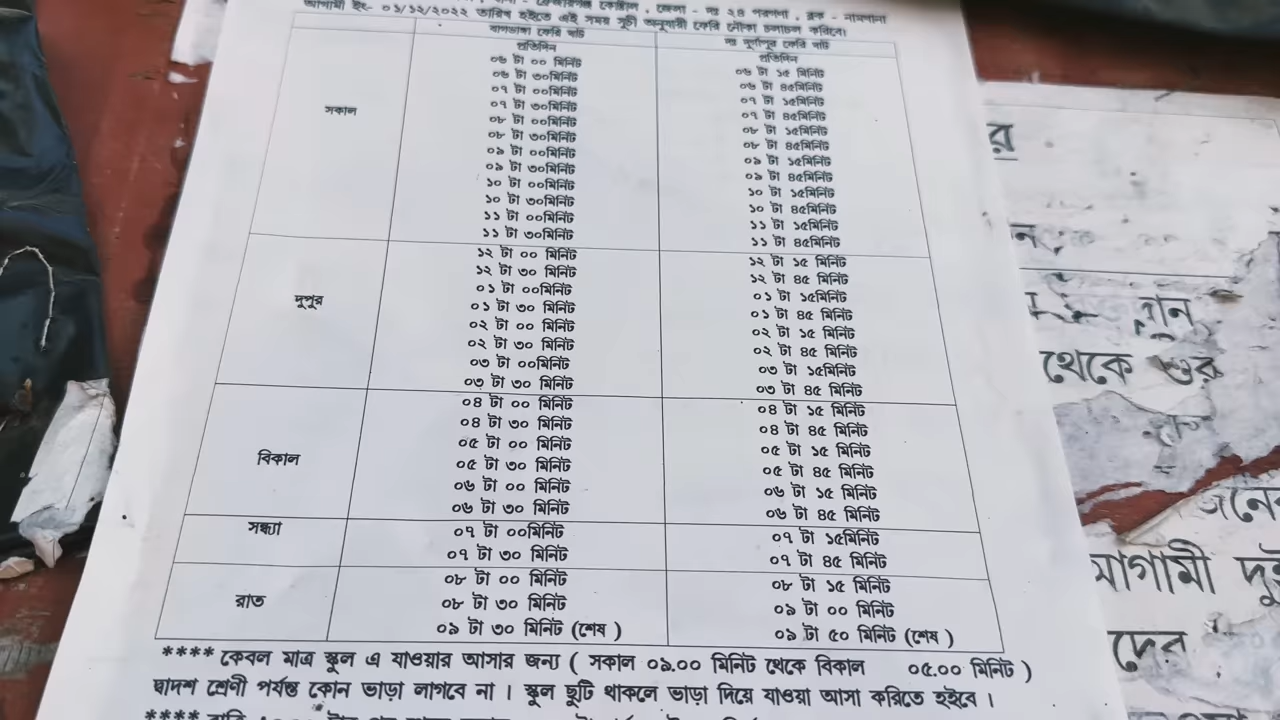 জেলা - দঃ ২৪ পরগণা , ব্লক - নামখানা
আগামী ইং- ০১/১২/২০২২ তারিখ হইতে এই সময় সূচী অনুযায়ী ফেরি নৌকা চলাচল করিবে।
বাগডাঙ্গা ফেরি ঘাট দঃ দুর্গাপুর ফেরি ঘাট
প্রতিদিন প্রতিদিন
সকাল
০৬ টা ০০ মিনিট ০৬ টা ১৫ মিনিট
০৬ টা ৩০মিনিট ০৬ টা ৪৫মিনিট
০৭ টা ০০মিনিট ০৭ টা ১৫মিনিট
০৭ টা ৩০মিনিট ০৭ টা ৪৫মিনিট
০৮ টা ০০মিনিট ০৮ টা ১৫মিনিট
০৮ টা ৩০মিনিট ০৮ টা ৪৫মিনিট
০৯ টা ০০মিনিট ০৯ টা ১৫মিনিট
০৯ টা ৩০মিনিট ০৯ টা ৪৫মিনিট
১০ টা ০০মিনিট ১০ টা ১৫মিনিট
১০ টা ৩০মিনিট ১০ টা ৪৫মিনিট
১১ টা ০০মিনিট ১১ টা ১৫মিনিট
১১ টা ৩০মিনিট ১১ টা ৪৫মিনিট
দুপুর
১২ টা ০০ মিনিট ১২ টা ১৫ মিনিট
১২ টা ৩০ মিনিট ১২ টা ৪৫ মিনিট
০১ টা ০০মিনিট ০১ টা ১৫মিনিট
০১ টা ৩০ মিনিট ০১ টা ৪৫ মিনিট
০২ টা ০০ মিনিট ০২ টা ১৫ মিনিট
০২ টা ৩০ মিনিট ০২ টা ৪৫ মিনিট
০৩ টা ০০মিনিট ০৩ টা ১৫মিনিট
০৩ টা ৩০ মিনিট ০৩ টা ৪৫ মিনিট
বিকাল
০৪ টা ০০ মিনিট ০৪ টা ১৫ মিনিট
০৪ টা ৩০ মিনিট ০৪ টা ৪৫ মিনিট
০৫ টা ০০ মিনিট ০৫ টা ১৫ মিনিট
০৫ টা ৩০ মিনিট ০৫ টা ৪৫ মিনিট
০৬ টা ০০ মিনিট ০৬ টা ১৫ মিনিট
০৬ টা ৩০ মিনিট ০৬ টা ৪৫ মিনিট
সন্ধ্যা
০৭ টা ০০মিনিট ০৭ টা ১৫মিনিট
০৭ টা ৩০ মিনিট ০৭ টা ৪৫ মিনিট
রাত
০৮ টা ০০ মিনিট ০৮ টা ১৫ মিনিট
০৮ টা ৩০ মিনিট ০৯ টা ০০ মিনিট
০৯ টা ৩০ মিনিট (শেষ ) ০৯ টা ৫০ মিনিট (শেষ )
**** কেবল মাত্র স্কুল এ যাওয়ার আসার জন্য ( সকাল ০৯.০০ মিনিট থেকে বিকাল ০৫.০০ মিনিট )
দ্বাদশ শ্রেণী পর্যন্ত কোন ভাড়া লাগবে না । স্কুল ছুটি থাকলে ভাড়া দিয়ে যাওয়া আসা করিতে হইবে ।
****
র
থেকে শুরু
জনের
আগামী
দের